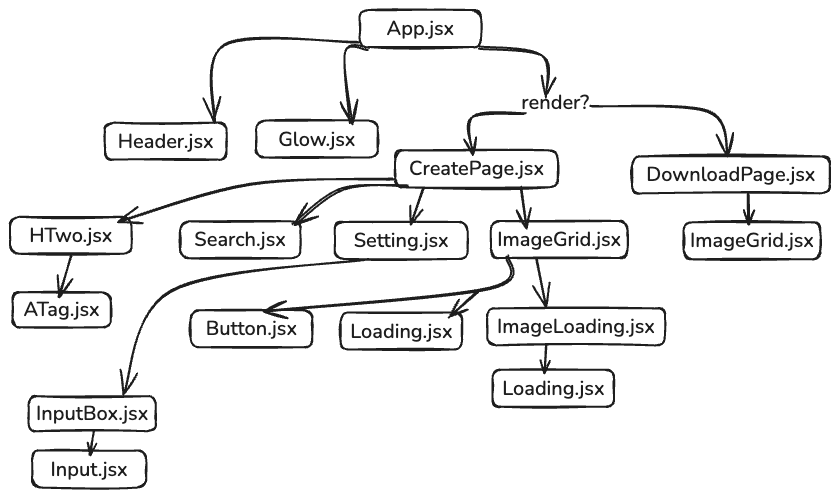 App.jsx
render?
Header.jsx
Glow.jsx
CreatePage.jsx
DownloadPage.jsx
HTwo.jsx
Search.jsx
Setting.jsx
ImageGrid.jsx
ImageGrid.jsx
ATag.jsx
Button.jsx
Loading.jsx
ImageLoading.jsx
Loading.jsx
InputBox.jsx
Input.jsx